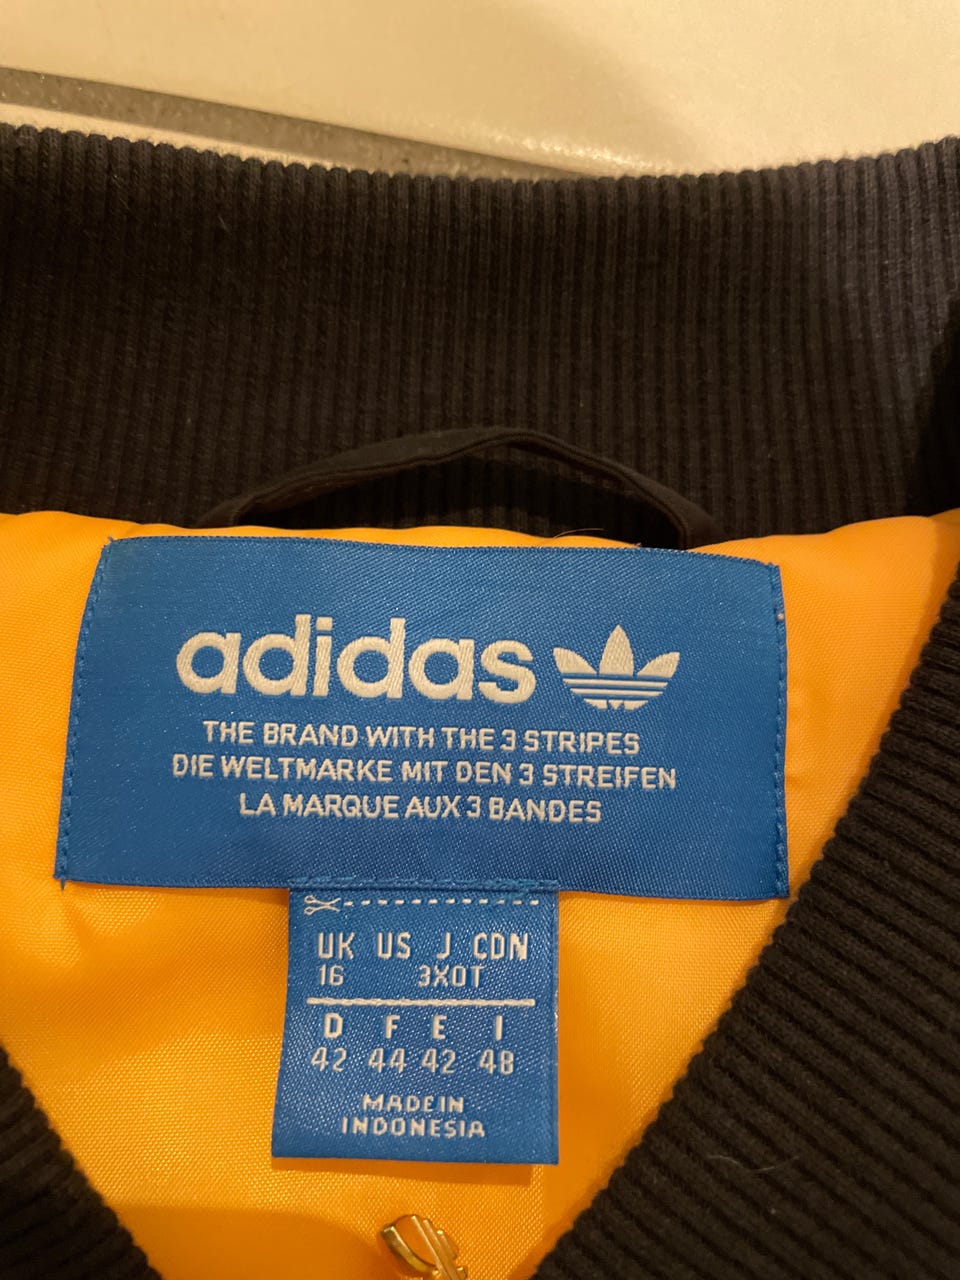 adidas
THE BRAND WITH THE 3 STRIPES
DIE WELTMARKE MIT DEN 3 STREIFEN
LA MARQUE AUX 3 BANDES
UK US J CDN
16 3XOT
D F E I
42 44 42 48
MADE IN
INDONESIA